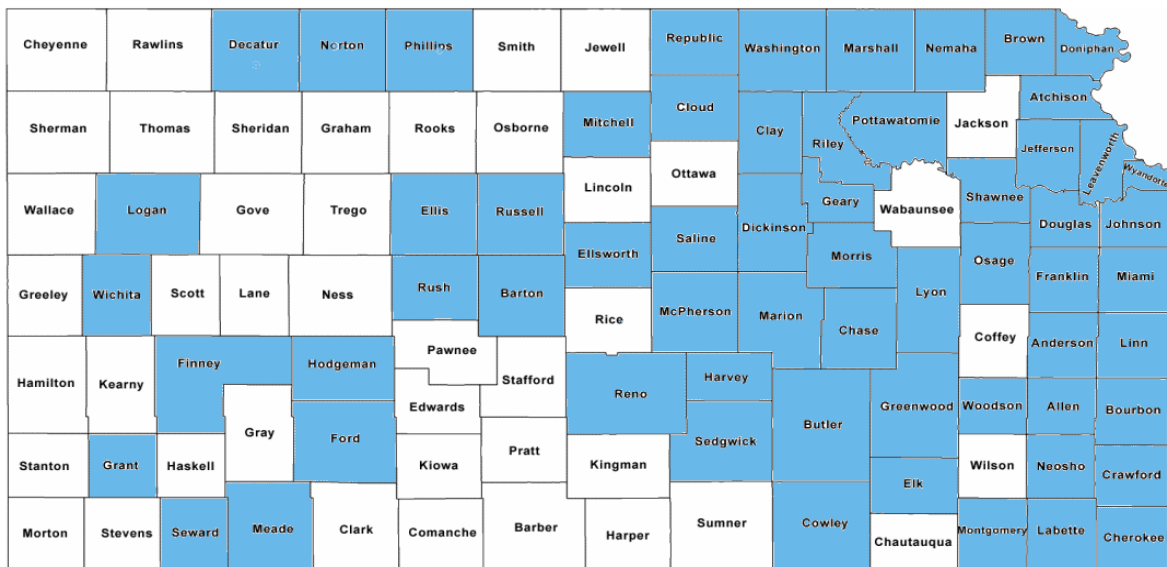 Cheyenne
Rawlins
Decatur
Norton
Phillips
Smith
Jewell
Republic
Washington
Marshall
Nemaha
Brown
Doniphan
Sherman
Thomas
Sheridan
Graham
Rooks
Osborne
Mitchell
Cloud
Clay
Riley
Pottawatomie
Jackson
Atchison
Jefferson
Leavenworth
Wyandotte
Wallace
Logan
Gove
Trego
Ellis
Russell
Lincoln
Ottawa
Geary
Wabaunsee
Shawnee
Douglas
Johnson
Ellsworth
Saline
Dickinson
Morris
Osage
Franklin
Miami
Greeley
Wichita
Scott
Lane
Ness
Rush
Barton
Rice
McPherson
Marion
Chase
Lyon
Coffey
Anderson
Linn
Hamilton
Kearny
Finney
Hodgeman
Pawnee
Stafford
Reno
Harvey
Edwards
Gray
Ford
Sedgwick
Butler
Greenwood
Woodson
Allen
Bourbon
Stanton
Grant
Haskell
Kiowa
Pratt
Kingman
Elk
Wilson
Neosho
Crawford
Morton
Stevens
Seward
Meade
Clark
Comanche
Barber
Harper
Sumner
Cowley
Chautauqua
Montgomery
Labette
Cherokee